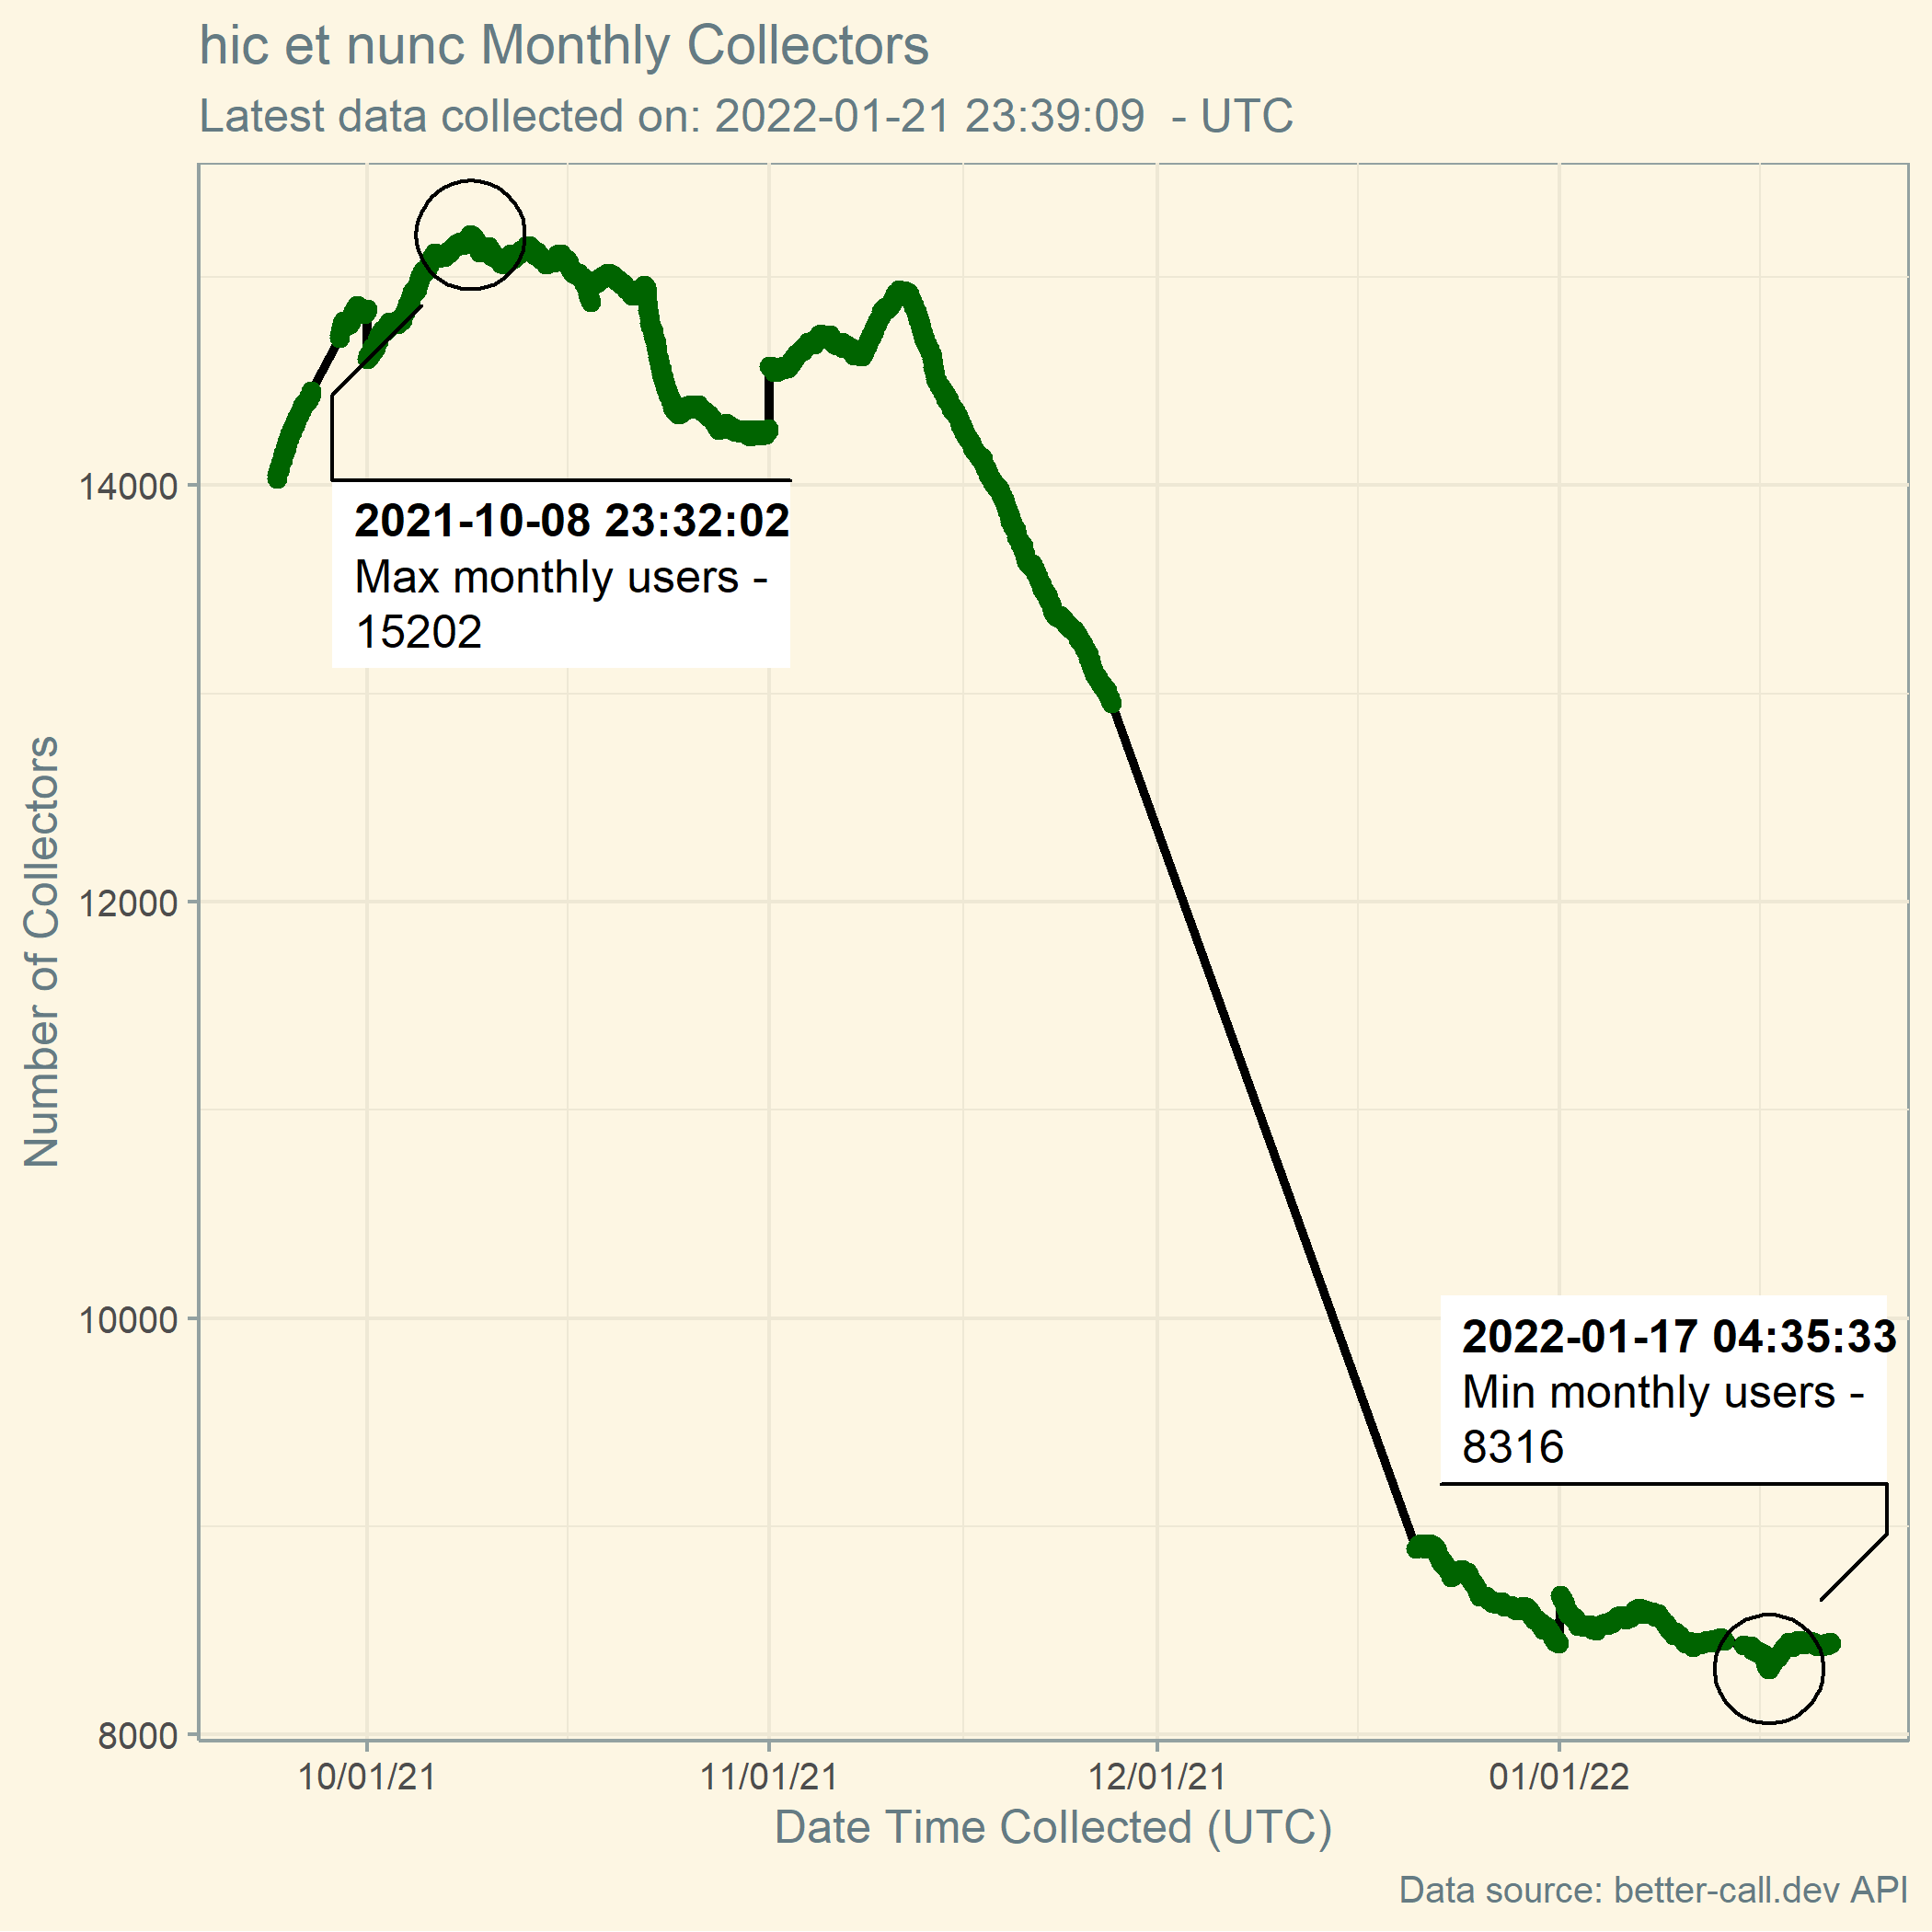 hic et nunc Monthly Collectors
Latest data collected on: 2022-01-21 23:39:09  - UTC
Number of Collectors
14000
12000
10000
8000
2021-10-08 23:32:02
Max monthly users -
15202
2022-01-17 04:35:33
Min monthly users -
8316
10/01/21
11/01/21
12/01/21
01/01/22
Date Time Collected (UTC)
Data source: better-call.dev API